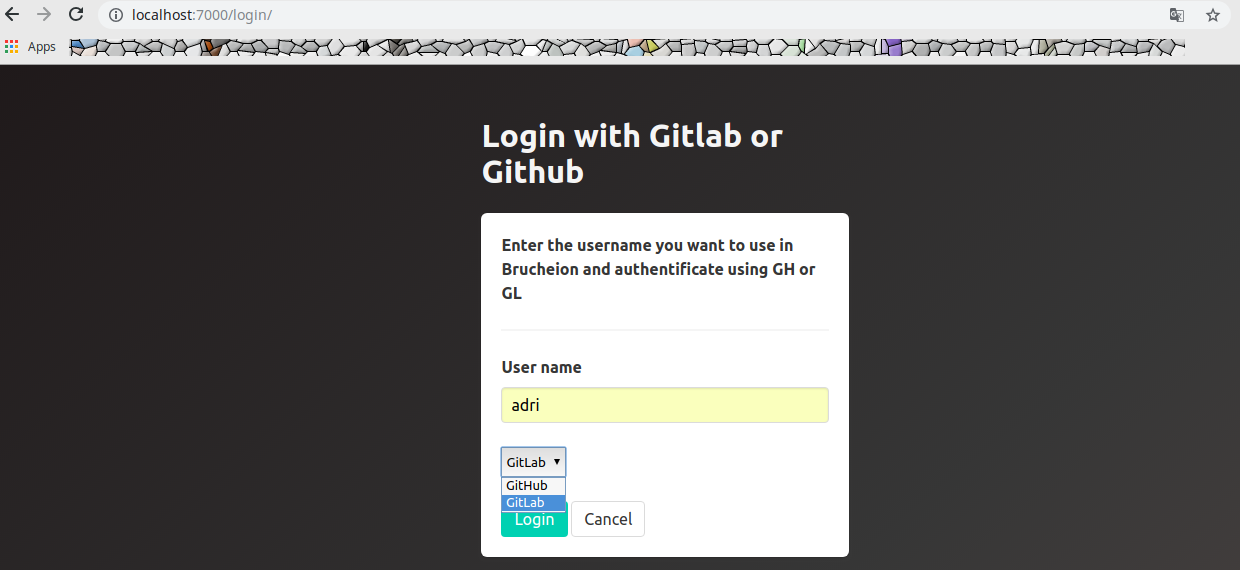 localhost:7000/login/
Apps
Login with Gitlab or
Github
Enter the username you want to use in
Brucheion and authentificate using GH or
GL
User name
adri
GitLab
GitHub
GitLab
Login
Cancel